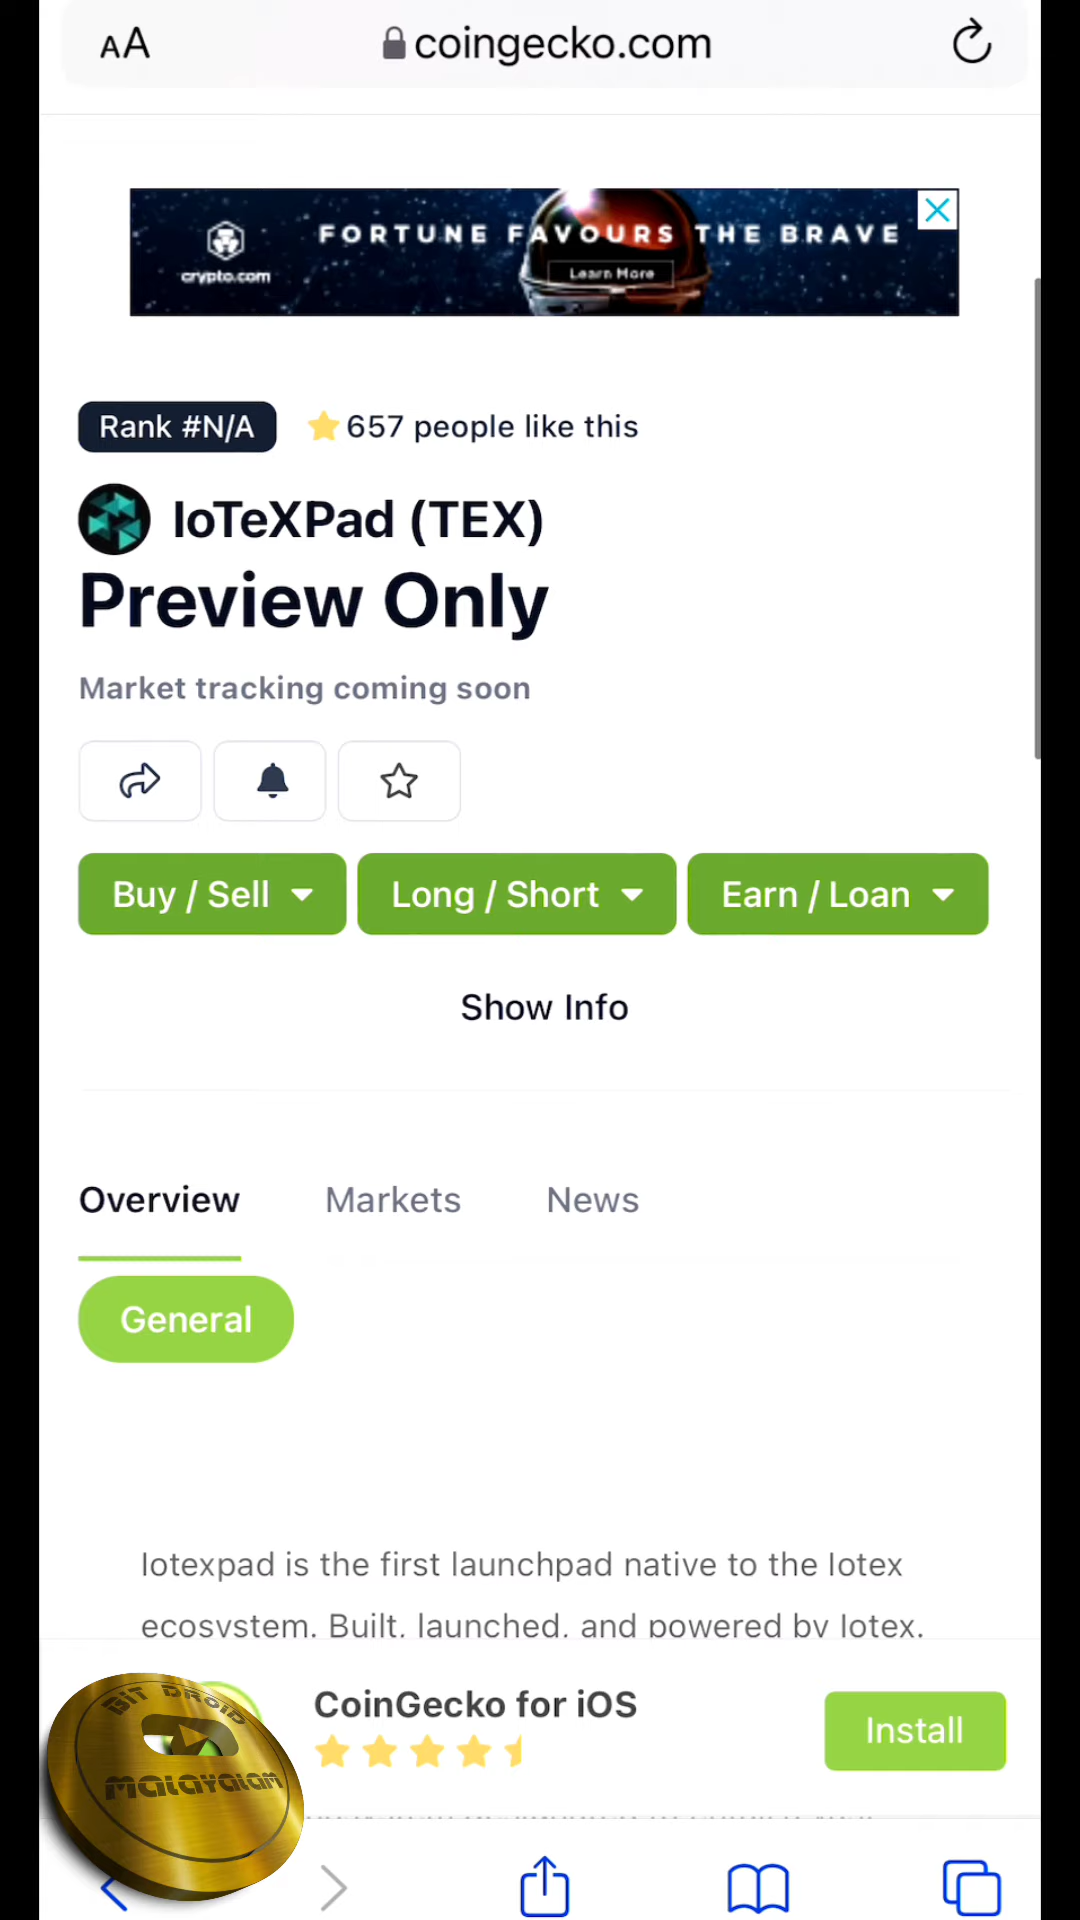 AA
coingecko.com
FORTUNE FAVOURS THE BRAVE
crypto.com
Learn More
Rank #N/A
657 people like this
IoTeXPad (TEX)
Preview Only
Market tracking coming soon
Buy / Sell
Long / Short
Earn / Loan
Show Info
Overview
Markets
News
General
Iotexpad is the first launchpad native to the Iotex
ecosystem. Built, launched, and powered by Iotex.
CoinGecko for iOS
Install
BIT DROID
MALAYALAM